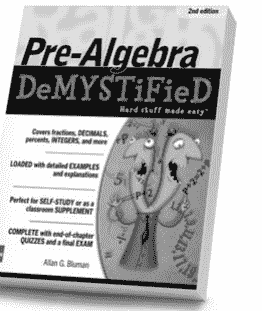 2nd edition
Pre-Algebra
DeMYSTiFieD
Hard stuff made easy™
Covers fractions, DECIMALS,
percents, INTEGERS, and more
LOADED with detailed EXAMPLES
and explanations
Perfect for SELF-STUDY or as a
classroom SUPPLEMENT
COMPLETE with end-of-chapter
QUIZZES and a final EXAM
Allan G. Bluman